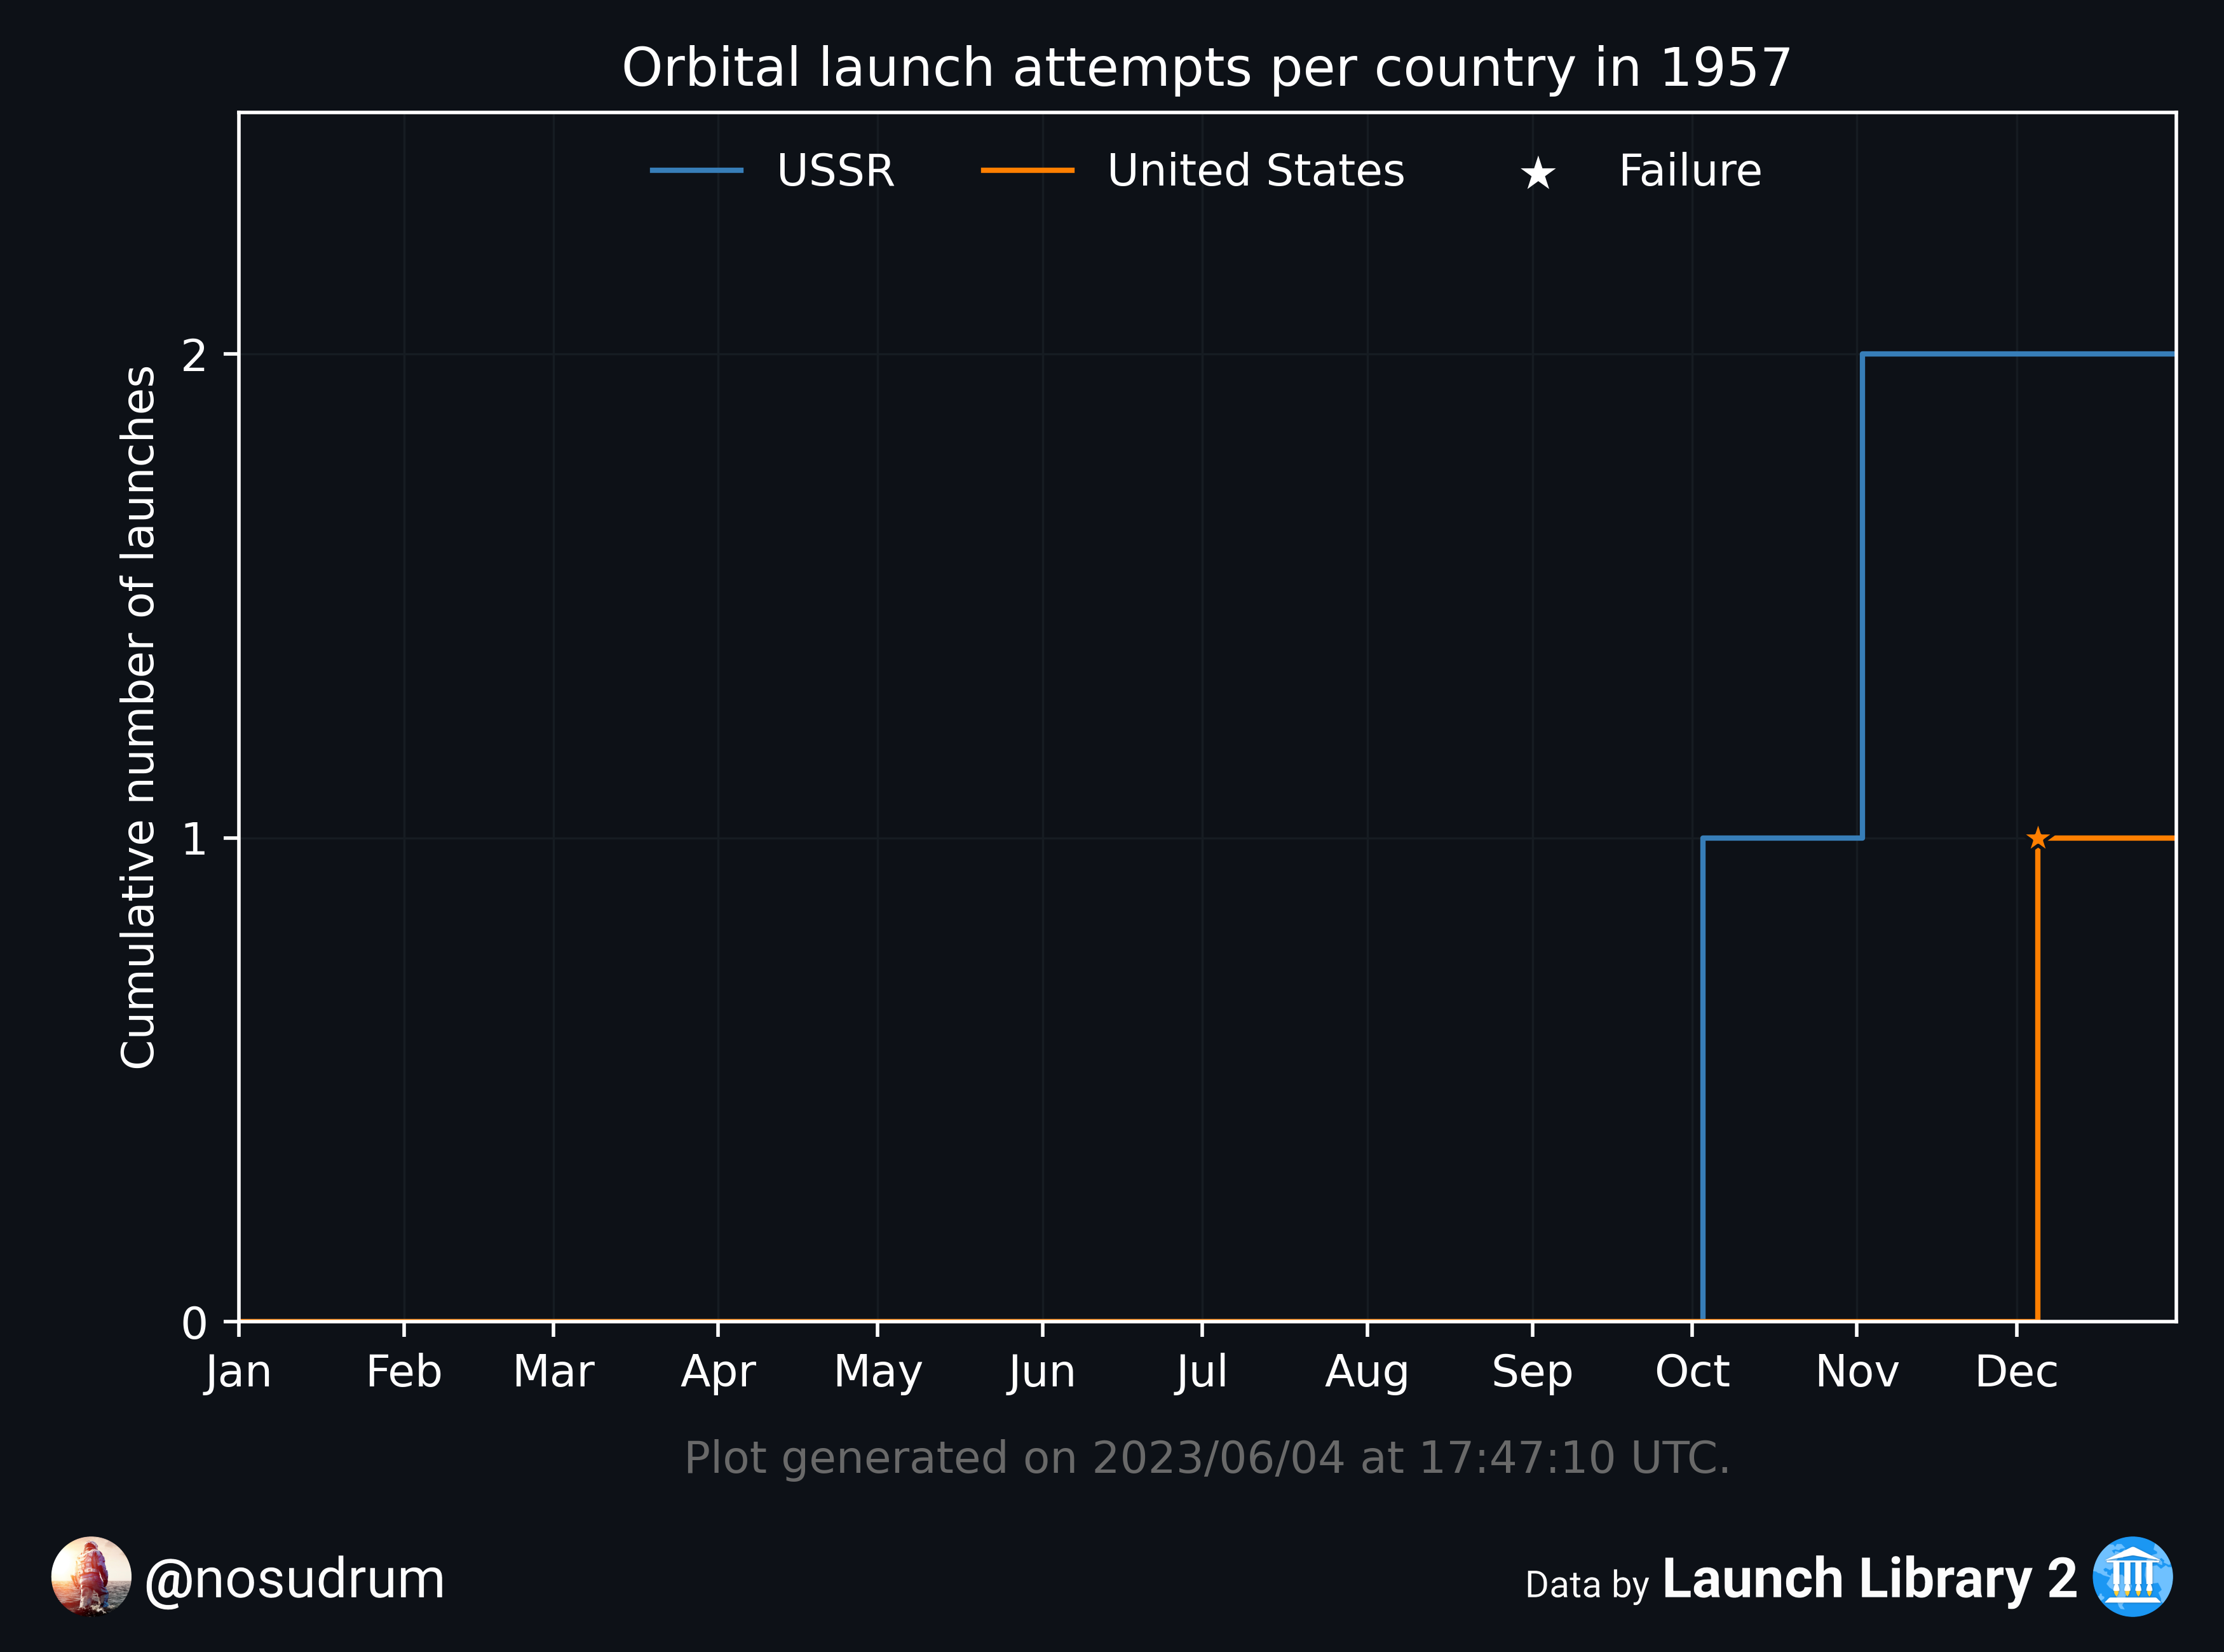 Orbital launch attempts per country in 1957
USSR United States Failure
Cumulative number of launches
2
1
0
Jan Feb Mar Apr May Jun Jul Aug Sep Oct Nov Dec
Plot generated on 2023/06/04 at 17:47:10 UTC.
@nosudrum
Data by Launch Library 2